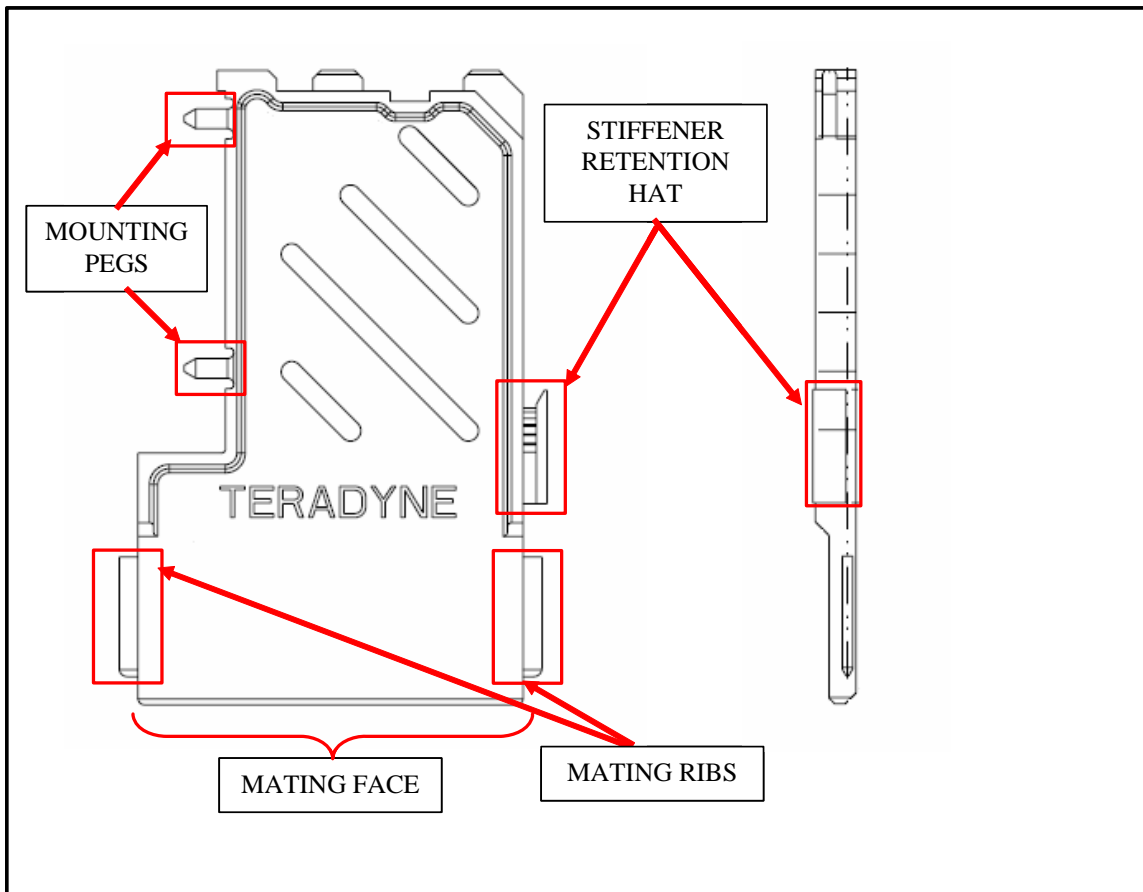 STIFFENER
RETENTION
HAT
MOUNTING
PEGS
TERADYNE
MATING FACE
MATING RIBS